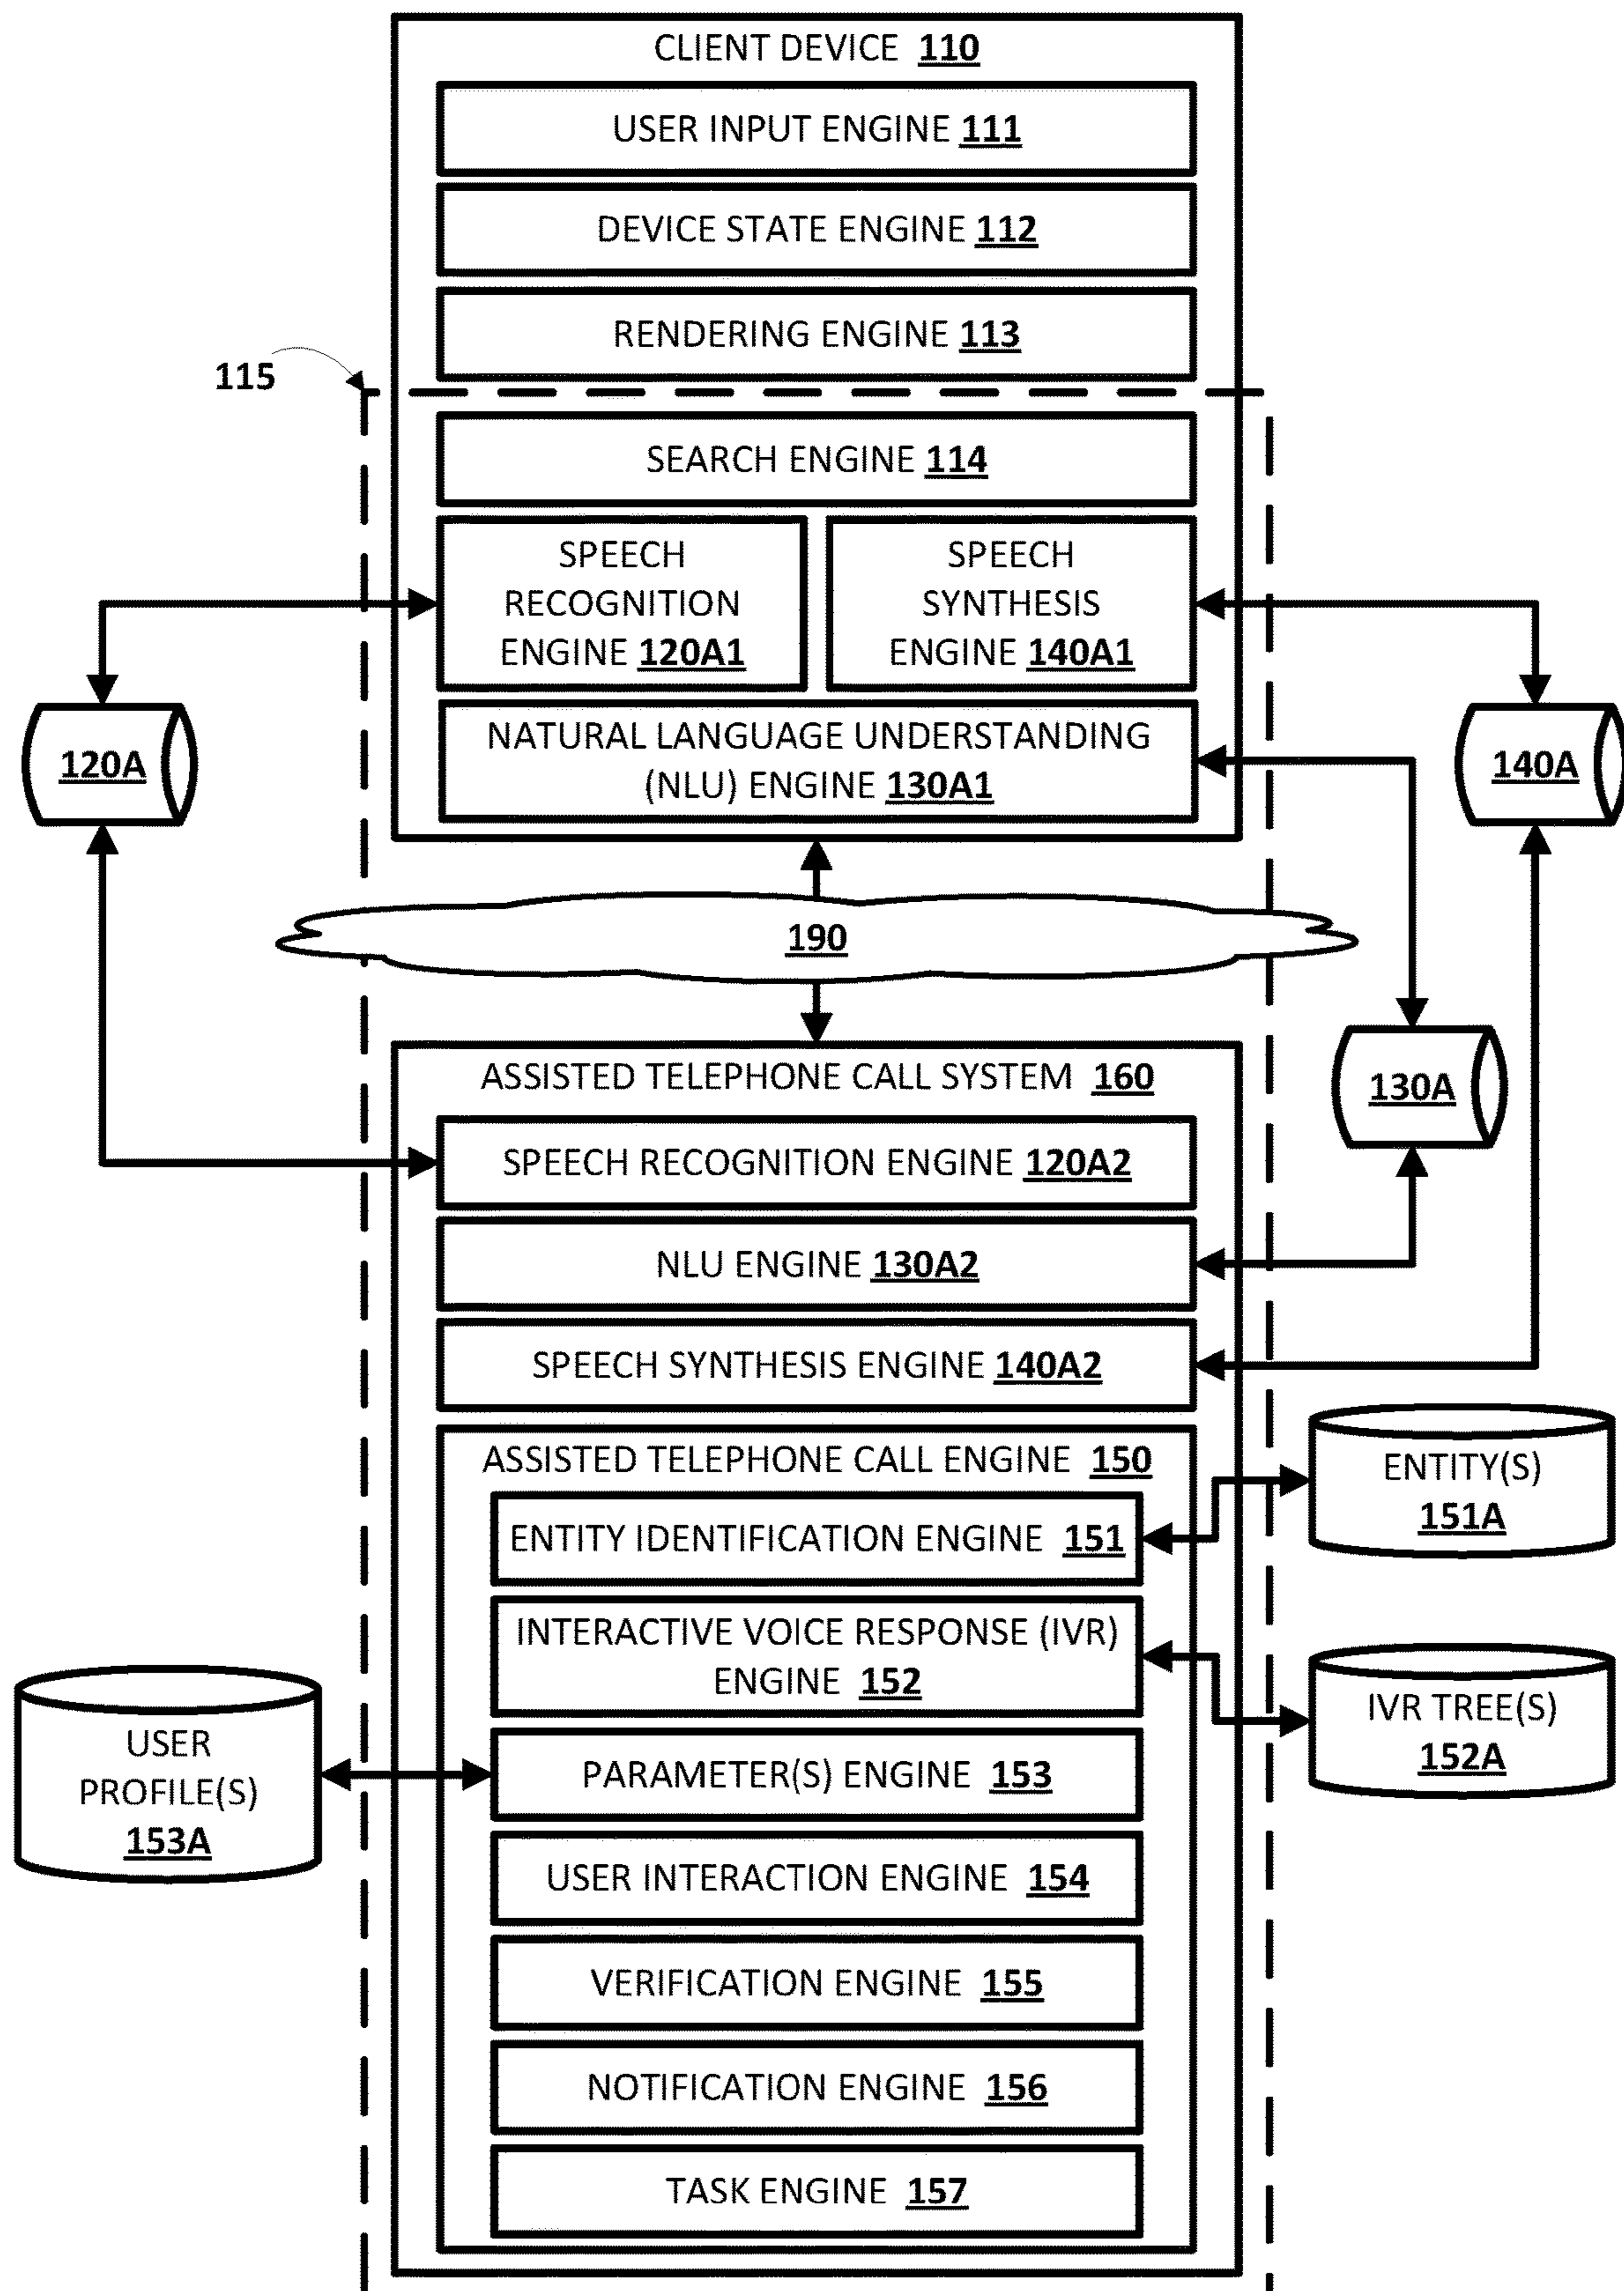 CLIENT DEVICE 110
USER INPUT ENGINE 111
DEVICE STATE ENGINE 112
RENDERING ENGINE 113
115
SEARCH ENGINE 114
SPEECH
RECOGNITION
ENGINE 120A1
SPEECH
SYNTHESIS
ENGINE 140A1
120A
NATURAL LANGUAGE UNDERSTANDING
(NLU) ENGINE 130A1
140A
190
130A
ASSISTED TELEPHONE CALL SYSTEM 160
SPEECH RECOGNITION ENGINE 120A2
NLU ENGINE 130A2
SPEECH SYNTHESIS ENGINE 140A2
ASSISTED TELEPHONE CALL ENGINE 150
ENTITY(S)
151A
ENTITY IDENTIFICATION ENGINE 151
INTERACTIVE VOICE RESPONSE (IVR)
ENGINE 152
IVR TREE(S)
152A
USER
PROFILE(S)
153A
PARAMETER(S) ENGINE 153
USER INTERACTION ENGINE 154
VERIFICATION ENGINE 155
NOTIFICATION ENGINE 156
TASK ENGINE 157